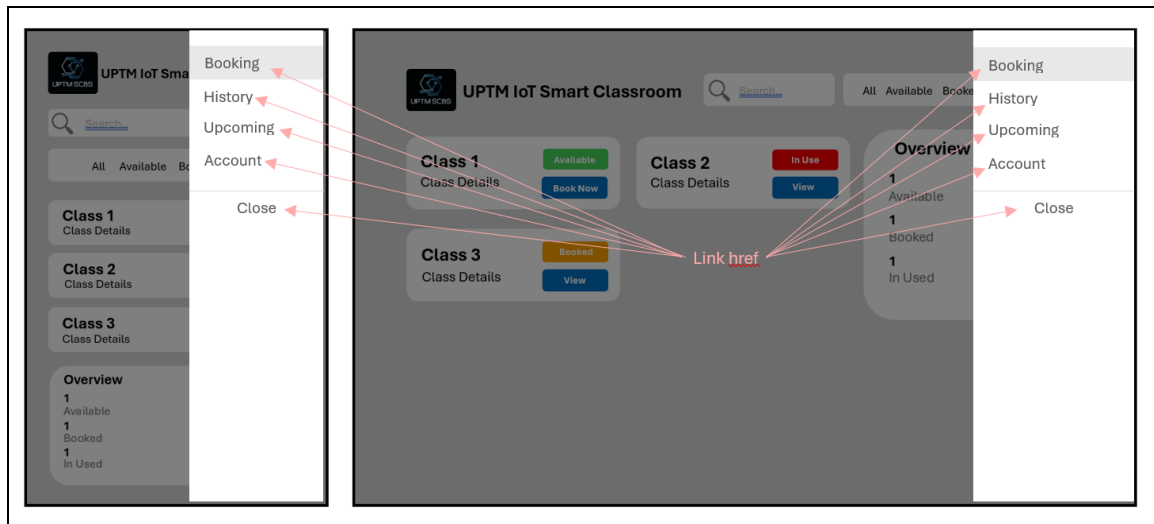 UPTM SCBS
UPTM IoT Sma
Search...
All Available Bo
Class 1
Class Details
Class 2
Class Details
Class 3
Class Details
Overview
1
Available
1
Booked
1
In Used
Booking
History
Upcoming
Account
Close
UPTM SCBS
UPTM IoT Smart Classroom
Search...
All Available Booke
Class 1
Class Details
Available
Book Now
Class 2
Class Details
In Use
View
Class 3
Class Details
Booked
View
Overview
1
Available
1
Booked
1
In Used
Link href
Booking
History
Upcoming
Account
Close